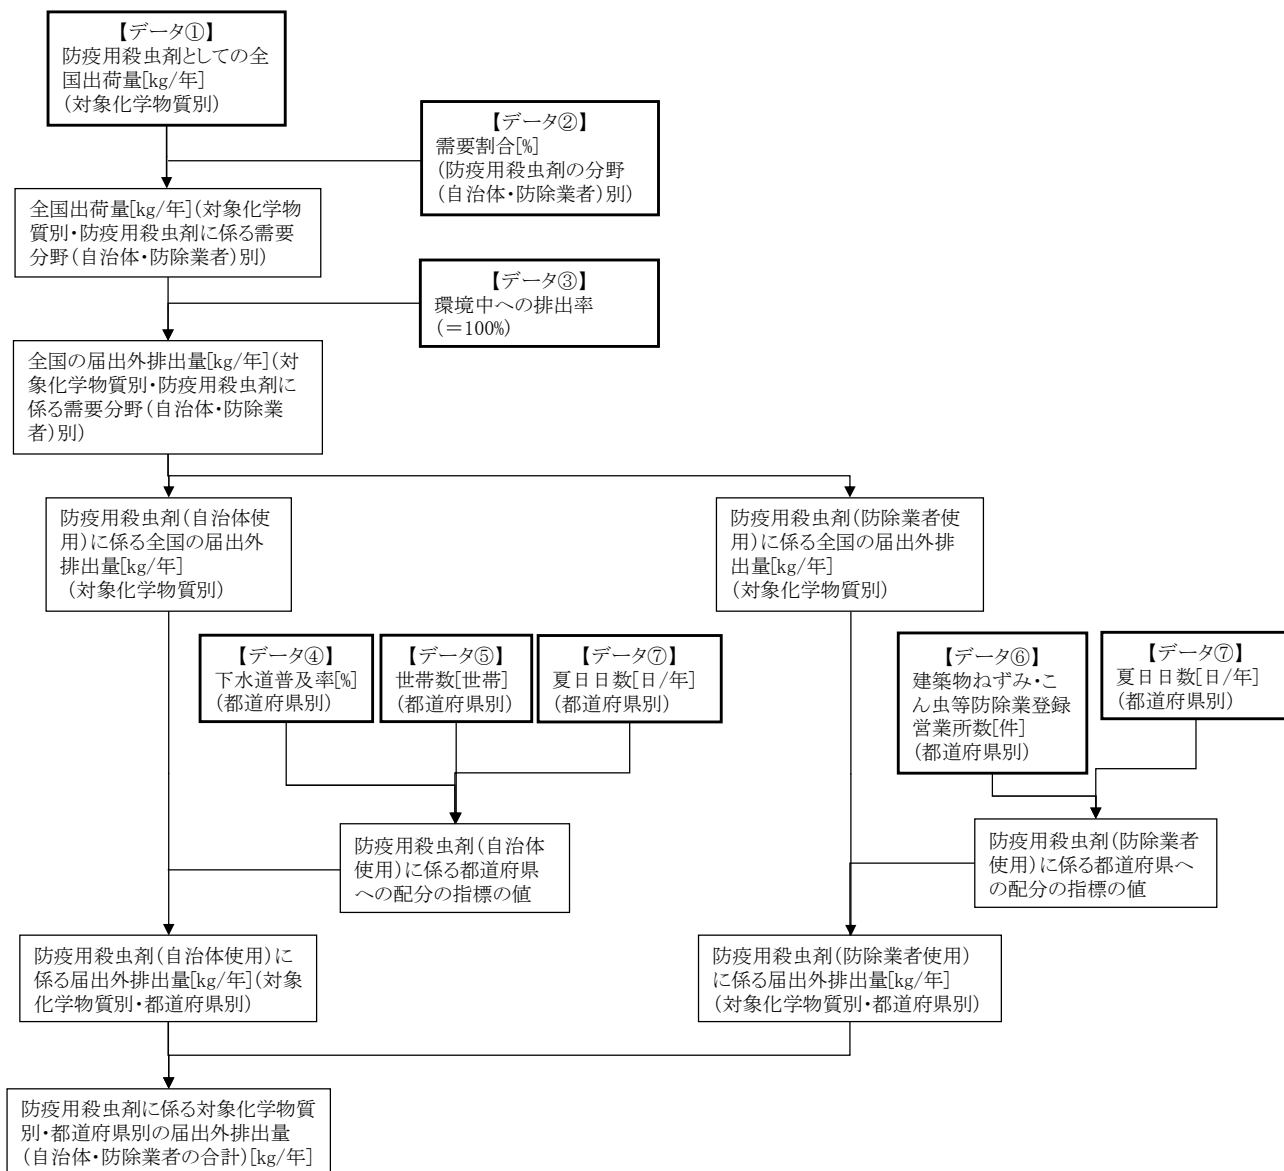 【データ①】
防疫用殺虫剤としての全
国出荷量[kg/年]
(対象化学物質別)
【データ②】
需要割合[%]
(防疫用殺虫剤の分野
(自治体・防除業者)別)
全国出荷量[kg/年](対象化学物
質別・防疫用殺虫剤に係る需要
分野(自治体・防除業者)別)
【データ③】
環境中への排出率
(＝100%)
全国の届出外排出量[kg/年](対
象化学物質別・防疫用殺虫剤に
係る需要分野(自治体・防除業
者)別)
防疫用殺虫剤(自治体使
用)に係る全国の届出外
排出量[kg/年]
(対象化学物質別)
防疫用殺虫剤(防除業者使
用)に係る全国の届出外排
出量[kg/年]
(対象化学物質別)
【データ④】
下水道普及率[%]
(都道府県別)
【データ⑤】
世帯数[世帯]
(都道府県別)
【データ⑦】
夏日日数[日/年]
(都道府県別)
【データ⑥】
建築物ねずみ・こ
ん虫等防除業登録
営業所数[件]
(都道府県別)
【データ⑦】
夏日日数[日/年]
(都道府県別)
防疫用殺虫剤(自治体
使用)に係る都道府県
への配分の指標の値
防疫用殺虫剤(防除業者
使用)に係る都道府県へ
の配分の指標の値
防疫用殺虫剤(自治体使用)に
係る届出外排出量[kg/年](対象
化学物質別・都道府県別)
防疫用殺虫剤(防除業者使用)
に係る届出外排出量[kg/年]
(対象化学物質別・都道府県別)
防疫用殺虫剤に係る対象化学物質
別・都道府県別の届出外排出量
(自治体・防除業者の合計)[kg/年]